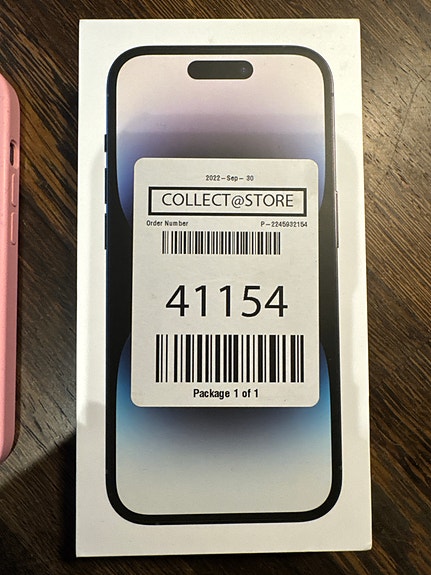 2022-Sep-30
COLLECT@STORE
Order Number P-2245932154
41154
Package 1 of 1